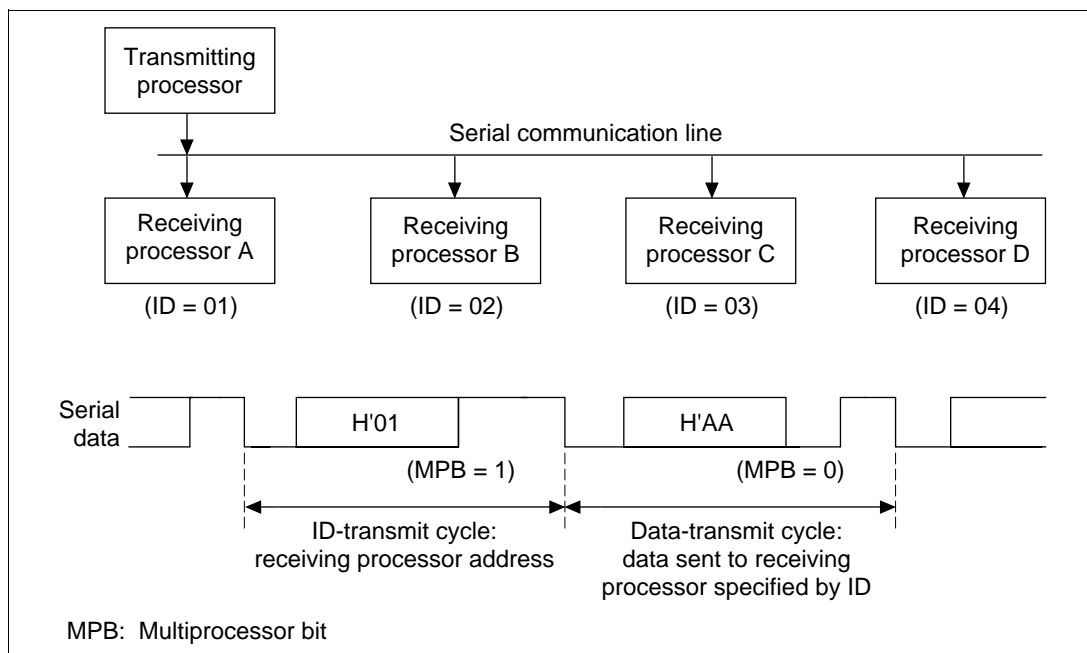 Transmitting
processor
Serial communication line
Receiving
processor A
Receiving
processor B
Receiving
processor C
Receiving
processor D
(ID = 01)
(ID = 02)
(ID = 03)
(ID = 04)
Serial
data
H'01
H'AA
(MPB = 1)
(MPB = 0)
ID-transmit cycle:
receiving processor address
Data-transmit cycle:
data sent to receiving
processor specified by ID
MPB: Multiprocessor bit